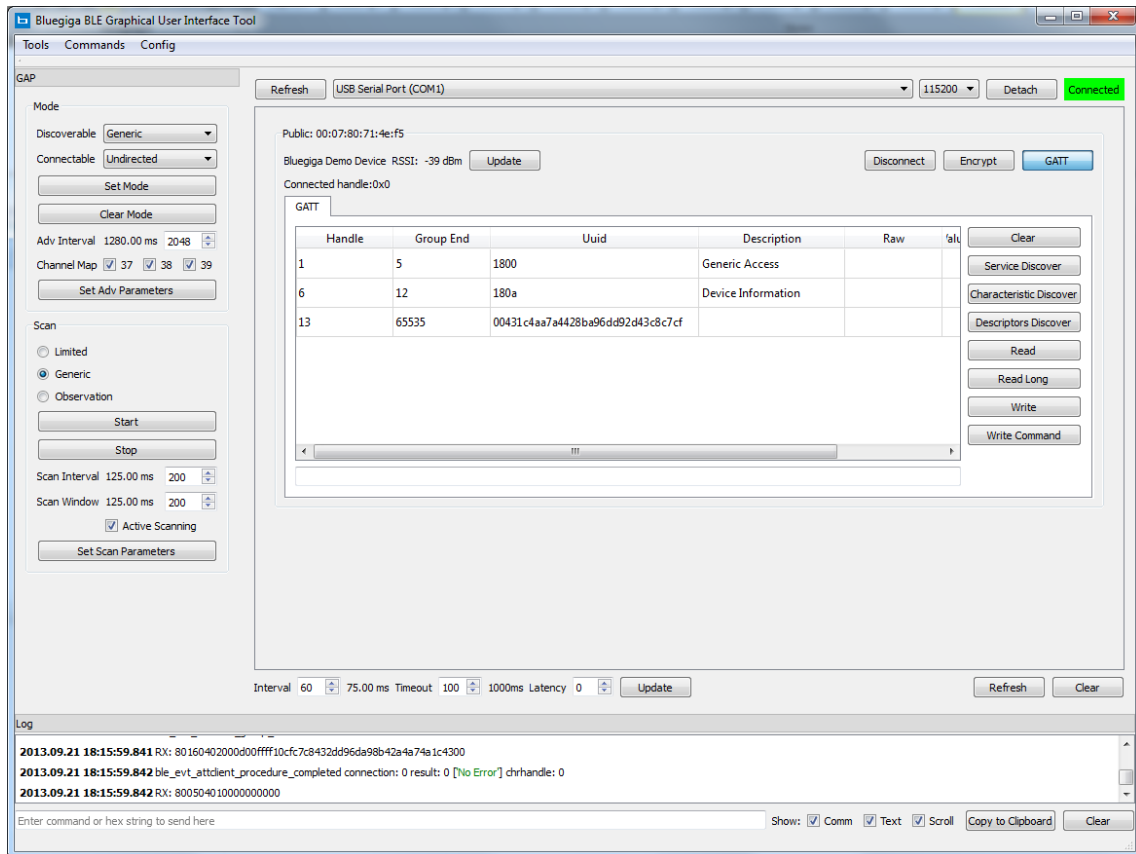 Bluegiga BLE Graphical User Interface Tool
Tools Commands Config
GAP
Mode
Discoverable Generic
Connectable Undirected
Set Mode
Clear Mode
Adv Interval 1280.00 ms 2048
Channel Map 37 38 39
Set Adv Parameters
Scan
Limited
Generic
Observation
Start
Stop
Scan Interval 125.00 ms 200
Scan Window 125.00 ms 200
Active Scanning
Set Scan Parameters
Refresh USB Serial Port (COM1) 115200 Detach Connected
Public: 00:07:80:71:4e:f5
Bluegiga Demo Device RSSI: -39 dBm Update Disconnect Encrypt GATT
Connected handle:0x0
GATT
Handle Group End Uuid Description Raw
1 5 1800 Generic Access
6 12 180a Device Information
13 65535 00431c4aa7a4428ba96dd92d43c8c7cf
Clear
Service Discover
Characteristic Discover
Descriptors Discover
Read
Read Long
Write
Write Command
Interval 60 75.00 ms Timeout 100 1000ms Latency 0 Update Refresh Clear
Log
2013.09.21 18:15:59.841 RX: 80160402000d00ffff10cfc7c8432dd96da98b42a4a74a1c4300
2013.09.21 18:15:59.842 ble_evt_attclient_procedure_completed connection: 0 result: 0 ['No Error'] chrhandle: 0
2013.09.21 18:15:59.842 RX: 800504010000000000
Enter command or hex string to send here Show: Comm Text Scroll Copy to Clipboard Clear